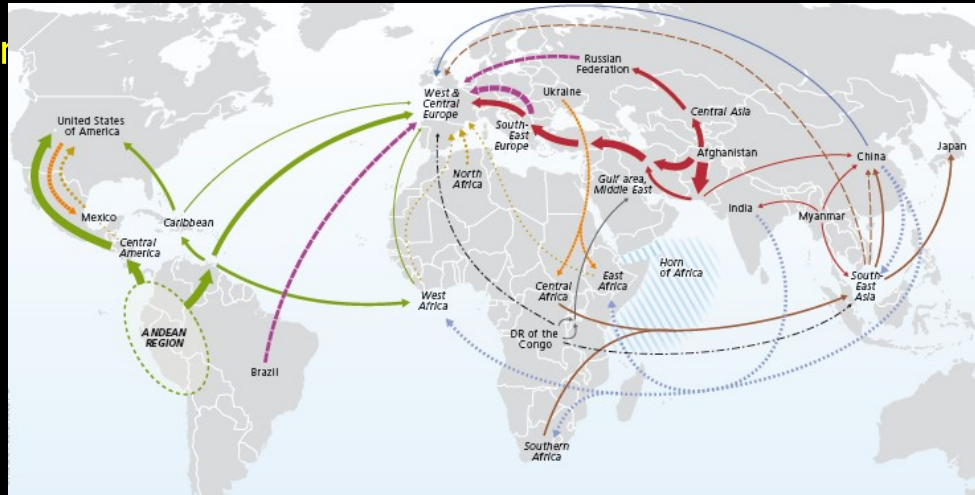 r
Russian
Federation
West &
Central
Europe
Ukraine
United States
of America
Central Asia
South-
East
Europe
Afghanistan
China
Japan
North
Africa
Gulf area,
Middle East
India
Myanmar
Mexico
Caribbean
Central
America
Horn
of Africa
South-
East
Asia
West
Africa
Central
Africa
East
Africa
ANDEAN
REGION
DR of the
Congo
Brazil
Southern
Africa